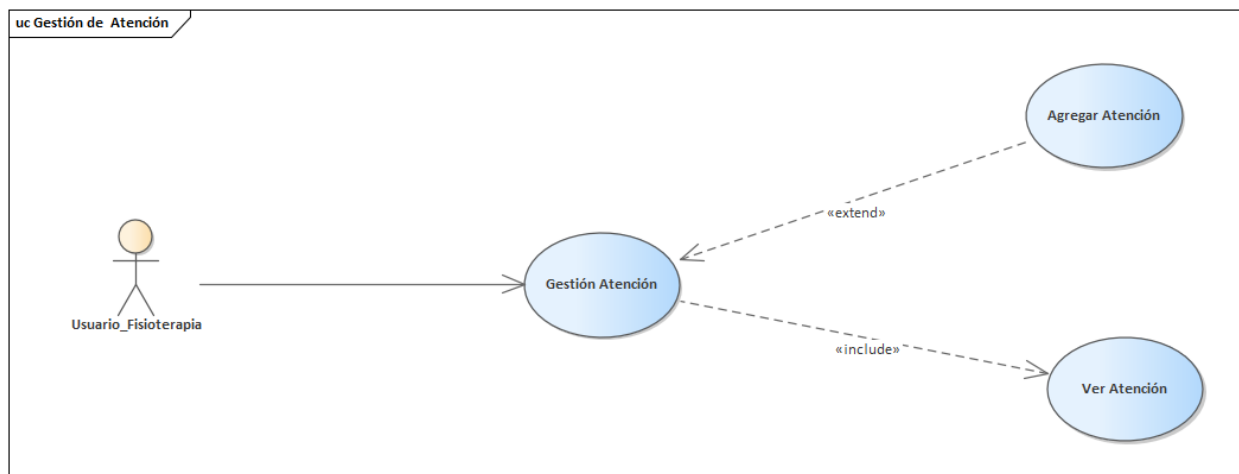 uc Gestión de  Atención
Agregar Atención
«extend»
Gestión Atención
Usuario_Fisioterapia
«include»
Ver Atención